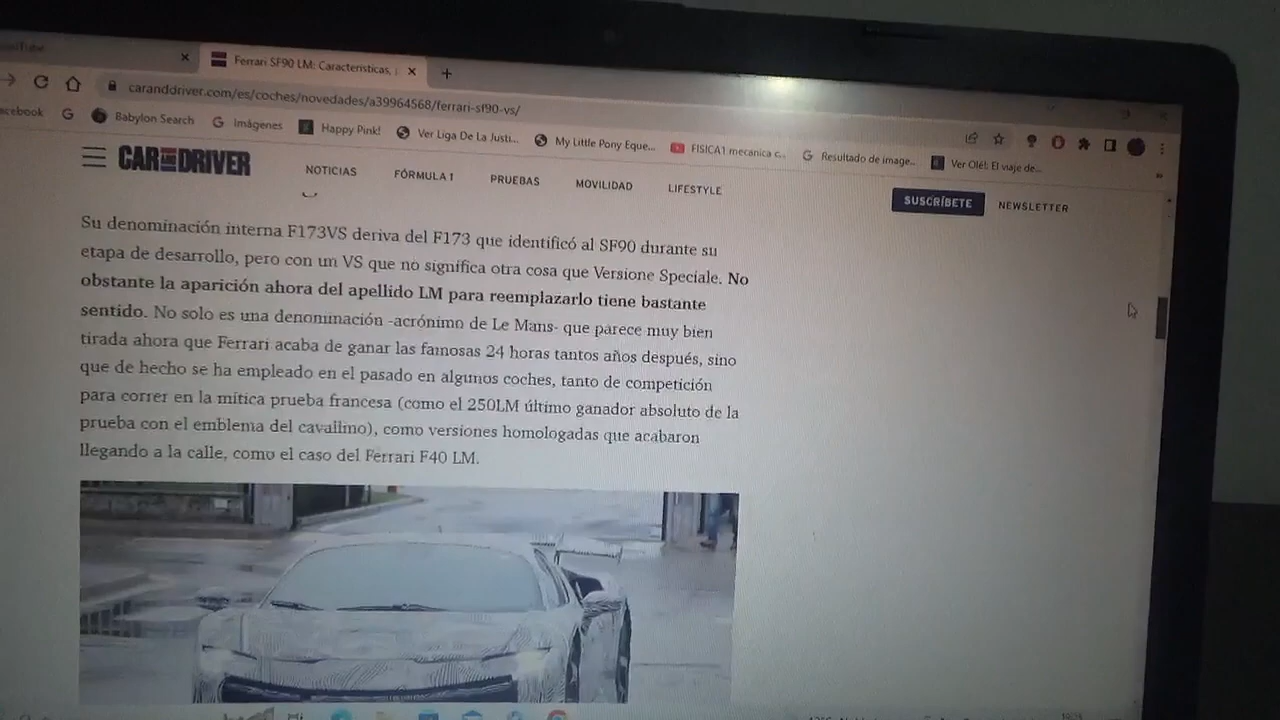 Ferrari SF90 LM: Características,
caranddriver.com/es/coches/novedades/a39964568/ferrari-sf90-vs/
acebook
Babylon Search
Imágenes
Happy Pink!
Ver Liga De La Justi...
My Little Pony Eque...
FISICA1 mecanica c...
Resultado de image...
Ver Olé!: El viaje de...
CAR AND DRIVER
NOTICIAS
FÓRMULA 1
PRUEBAS
MOVILIDAD
LIFESTYLE
SUSCRÍBETE
NEWSLETTER
Su denominación interna F173VS deriva del F173 que identificó al SF90 durante su
etapa de desarrollo, pero con un VS que no significa otra cosa que Versione Speciale. No
obstante la aparición ahora del apellido LM para reemplazarlo tiene bastante
sentido. No solo es una denominación -acrónimo de Le Mans- que parece muy bien
tirada ahora que Ferrari acaba de ganar las famosas 24 horas tantos años después, sino
que de hecho se ha empleado en el pasado en algunos coches, tanto de competición
para correr en la mítica prueba francesa (como el 250LM último ganador absoluto de la
prueba con el emblema del cavallino), como versiones homologadas que acabaron
llegando a la calle, como el caso del Ferrari F40 LM.